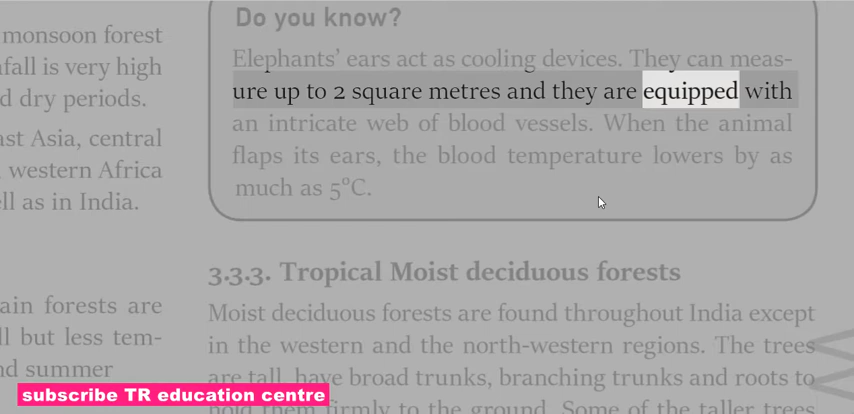 monsoon forest
fall is very high
d dry periods.
ast Asia, central
western Africa
ell as in India.
ain forests are
ll but less tem-
nd summer
Do you know?
Elephants' ears act as cooling devices. They can meas-
ure up to 2 square metres and they are equipped with
an intricate web of blood vessels. When the animal
flaps its ears, the blood temperature lowers by as
much as 5°C.
3.3.3. Tropical Moist deciduous forests
Moist deciduous forests are found throughout India except
in the western and the north-western regions. The trees
are tall, have broad trunks, branching trunks and roots to
hold them firmly to the ground. Some of the taller trees
subscribe TR education centre